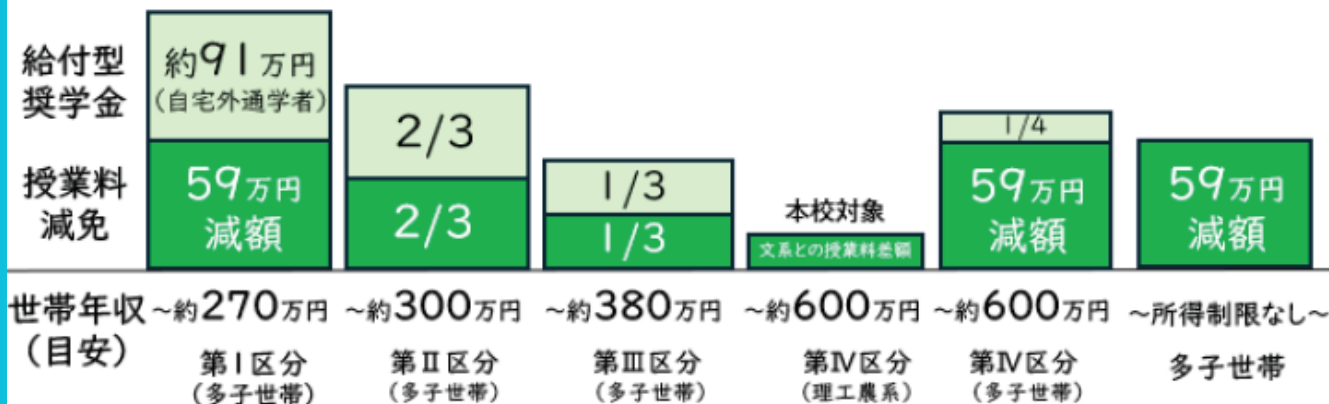 給付型
奨学金
約91万円
(自宅外通学者)
2/3
1/3
1/4
授業料
減免
59万円
減額
2/3
1/3
本校対象
文系との授業料差額
59万円
減額
59万円
減額
世帯年収
(目安)
～約270万円
～約300万円
～約380万円
～約600万円
～約600万円
～所得制限なし～
第Ⅰ区分
(多子世帯)
第Ⅱ区分
(多子世帯)
第Ⅲ区分
(多子世帯)
第Ⅳ区分
(理工農系)
第Ⅳ区分
(多子世帯)
多子世帯